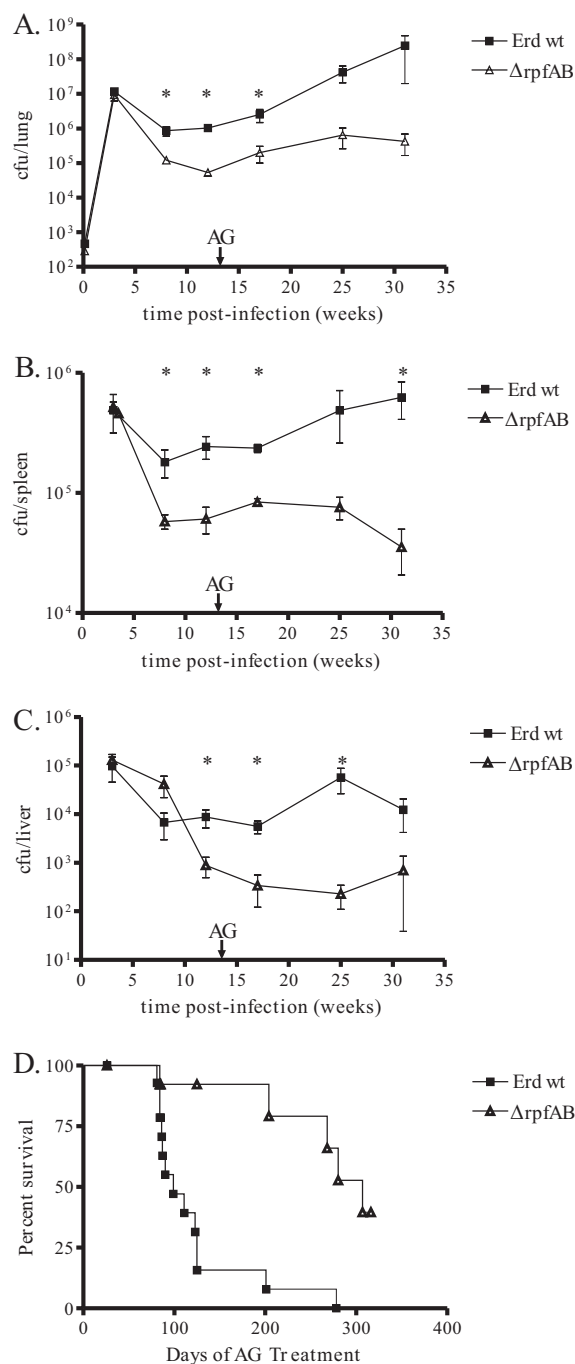 A.
10^9
10^8
10^7
10^6
10^5
10^4
10^3
10^2
cfu/lung
* * *
AG
0 5 10 15 20 25 30 35
time post-infection (weeks)
Erd wt
ΔrpfAB
B.
10^6
10^5
10^4
cfu/spleen
* * * *
AG
0 5 10 15 20 25 30 35
time post-infection (weeks)
Erd wt
ΔrpfAB
C.
10^6
10^5
10^4
10^3
10^2
10^1
cfu/liver
* * *
AG
0 5 10 15 20 25 30 35
time post-infection (weeks)
Erd wt
ΔrpfAB
D.
100
75
50
25
0
Percent survival
0 100 200 300 400
Days of AG Treatment
Erd wt
ΔrpfAB